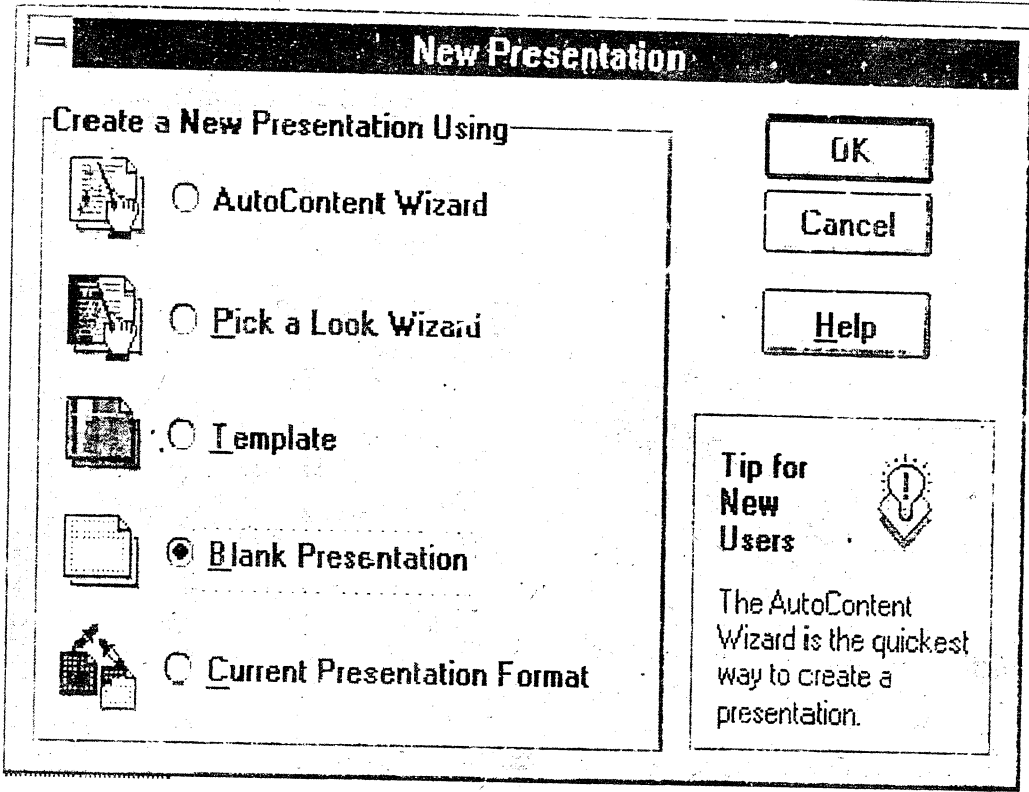 New Presentation
Create a New Presentation Using
AutoContent Wizard
Pick a Look Wizard
Template
Blank Presentation
Current Presentation Format
OK
Cancel
Help
Tip for
New
Users
The AutoContent
Wizard is the quickest
way to create a
presentation.